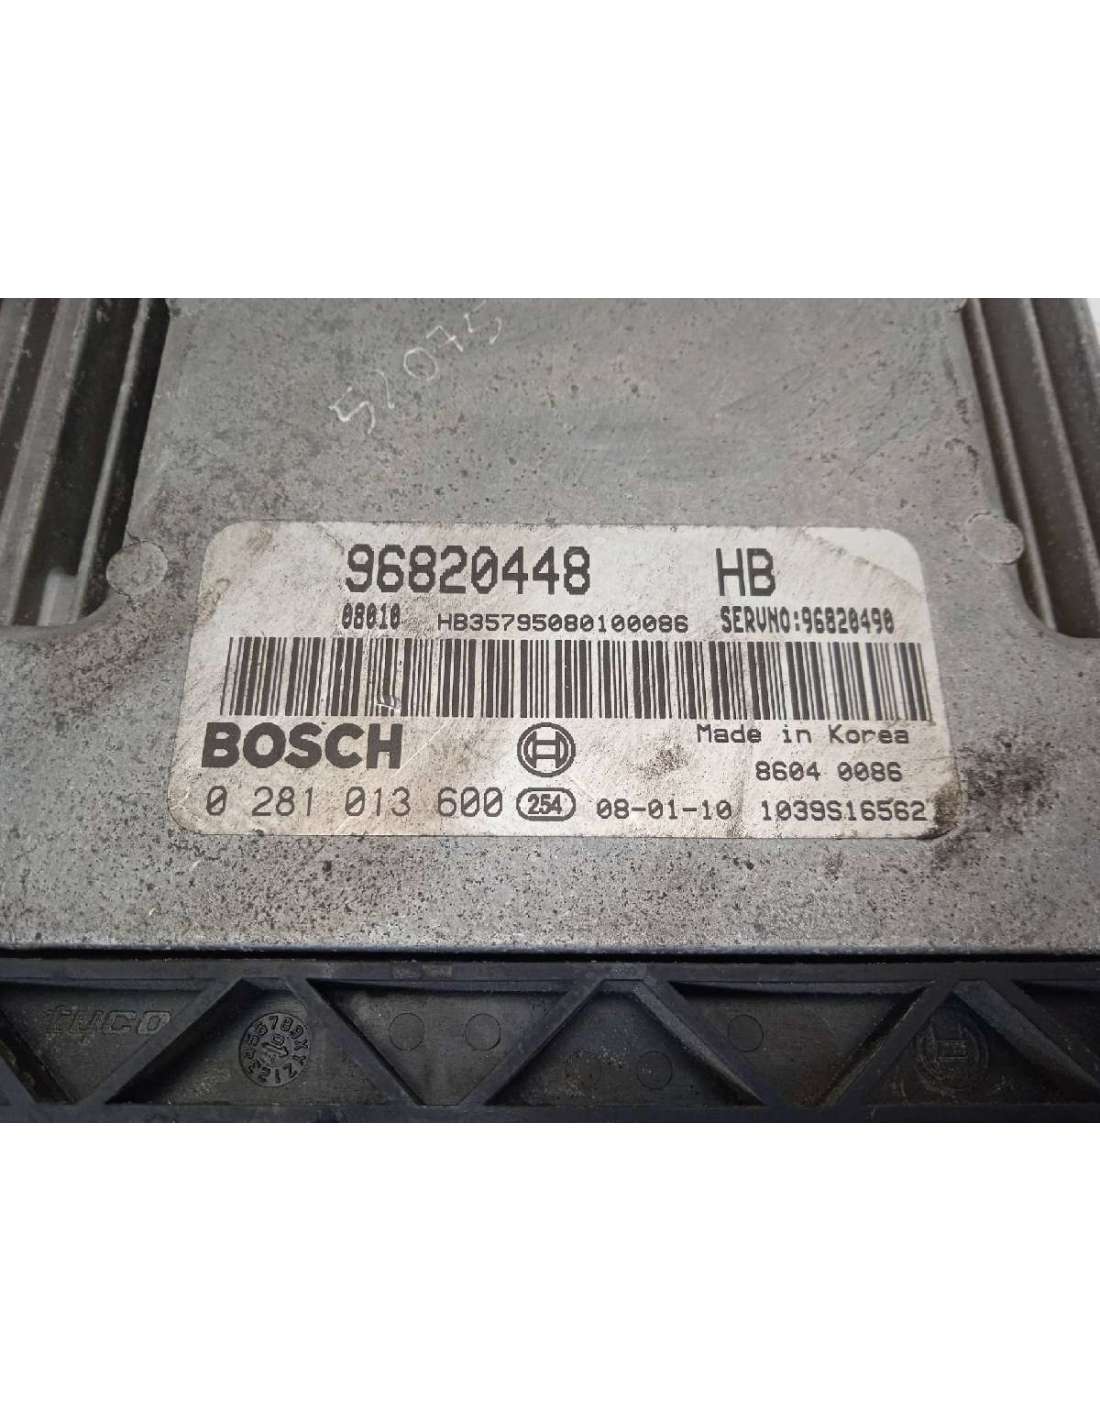 51075
96820448 HB
08010 HB35795080100086 SERVNO:96820490
BOSCH
Made in Korea
8604 0086
0 281 013 600 254 08-01-10 1039S16562
tyco